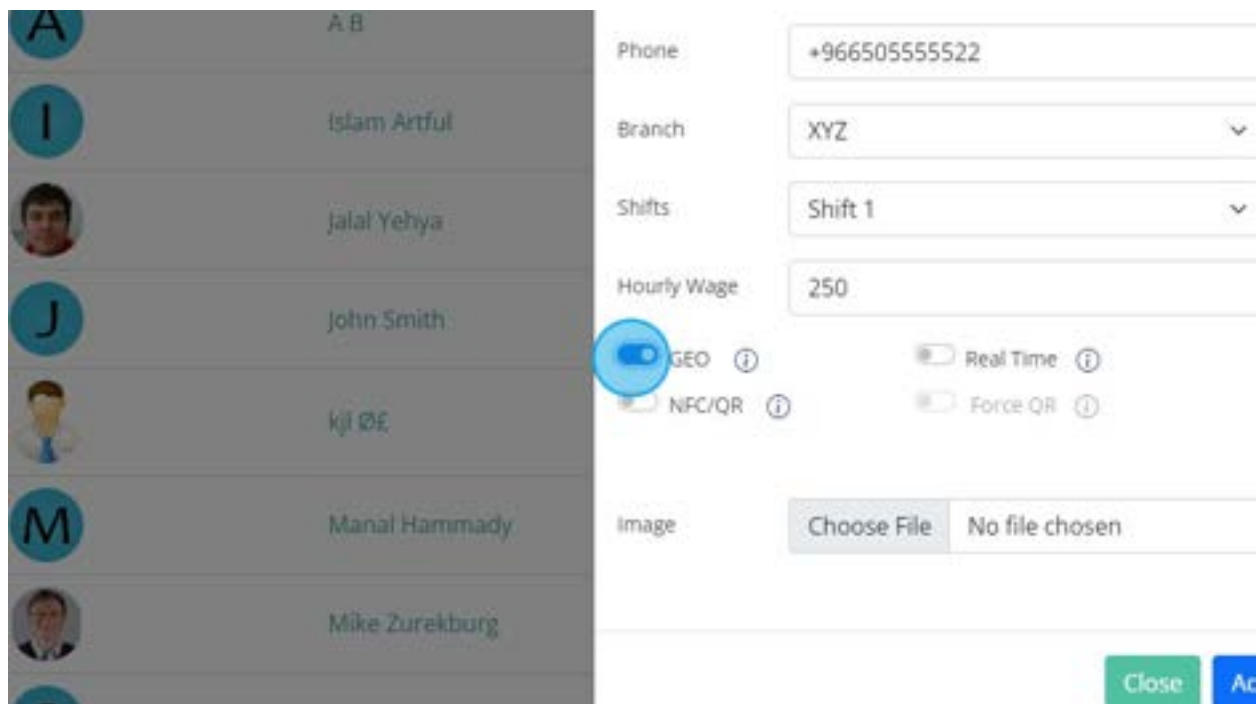 A
A B
I
Islam Artful
Jalal Yehya
J
John Smith
kjl Ø£
M
Manal Hammady
Mike Zurekburg
Phone
+966505555522
Branch
XYZ
Shifts
Shift 1
Hourly Wage
250
GEO
Real Time
NFC/QR
Force QR
Image
Choose File
No file chosen
Close